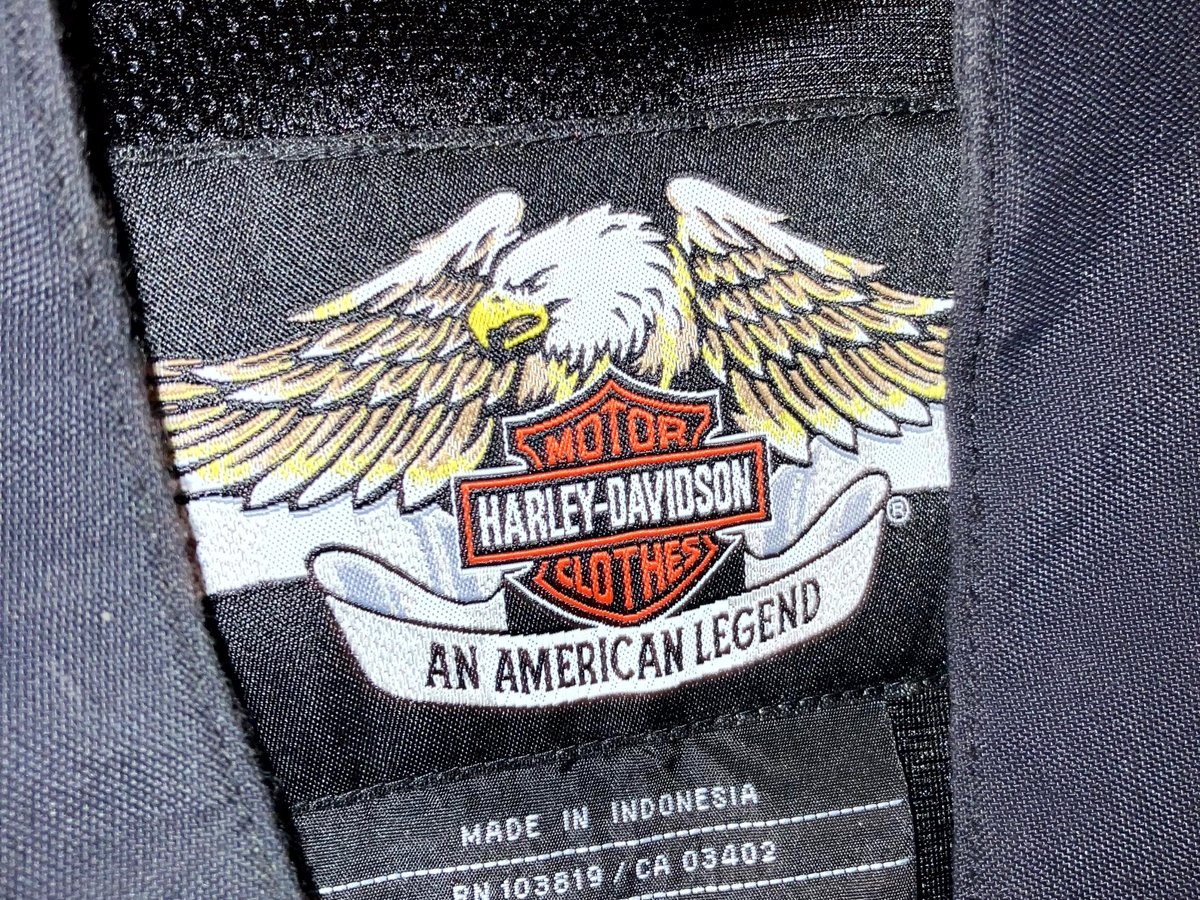 MOTOR
HARLEY-DAVIDSON
CLOTHES
®
AN AMERICAN LEGEND
MADE IN INDONESIA
RN 103819 / CA 03402